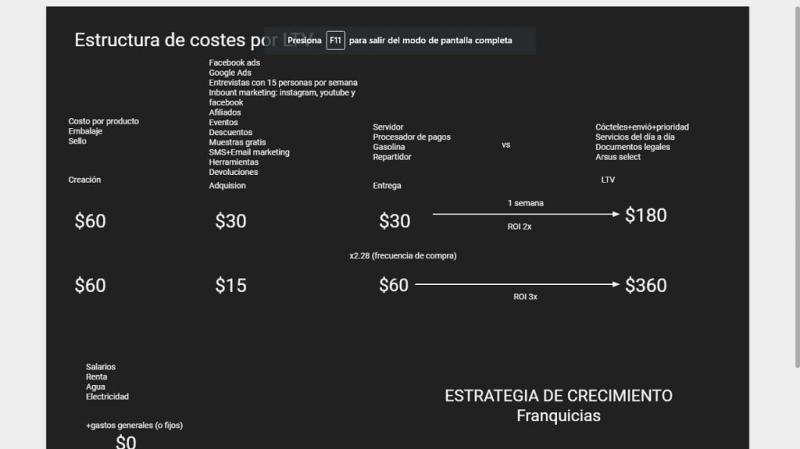 Estructura de costes por LTV
Presiona F11 para salir del modo de pantalla completa
Facebook ads
Google Ads
Entrevistas con 15 personas por semana
Inbount marketing: instagram, youtube y
facebook
Afiliados
Eventos
Descuentos
Muestras gratis
SMS+Email marketing
Herramientas
Devoluciones
Costo por producto
Embalaje
Sello
Servidor
Procesador de pagos
Gasolina
Repartidor
vs
Cócteles+envió+prioridad
Servicios del día a día
Documentos legales
Arsus select
Creación
Adquision
Entrega
LTV
$60
$30
$30
1 semana
ROI 2x
$180
x2.28 (frecuencia de compra)
$60
$15
$60
ROI 3x
$360
Salarios
Renta
Agua
Electricidad
+gastos generales (o fijos)
$0
ESTRATEGIA DE CRECIMIENTO
Franquicias